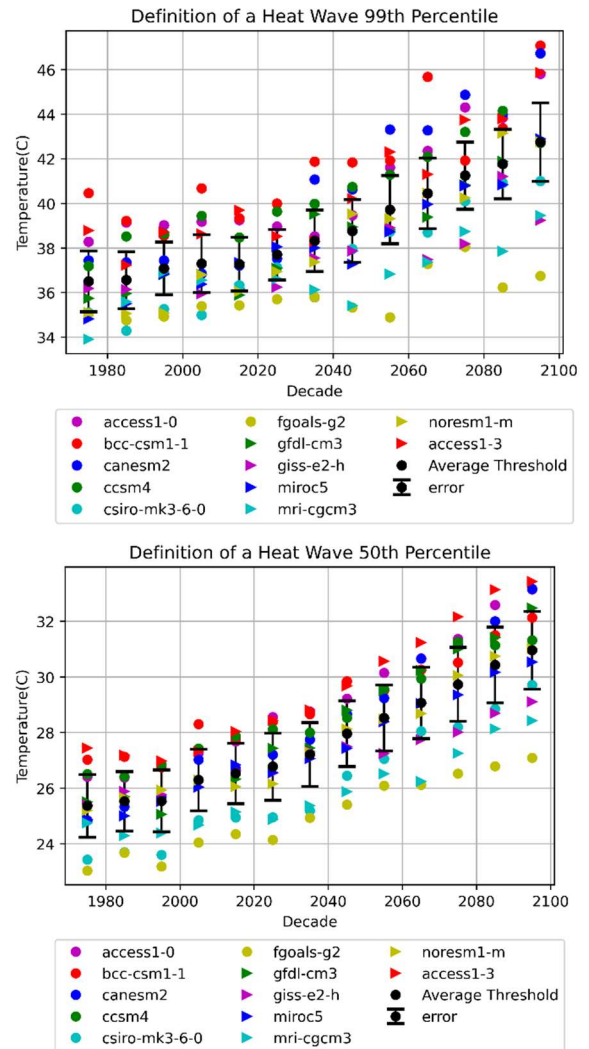 Definition of a Heat Wave 99th Percentile
Temperature(C)
46
44
42
40
38
36
34
1980 2000 2020 2040 2060 2080 2100
Decade
access1-0 fgoals-g2 noresm1-m
bcc-csm1-1 gfdl-cm3 access1-3
canesm2 giss-e2-h Average Threshold
ccsm4 miroc5 error
csiro-mk3-6-0 mri-cgcm3
Definition of a Heat Wave 50th Percentile
Temperature(C)
32
30
28
26
24
1980 2000 2020 2040 2060 2080 2100
Decade
access1-0 fgoals-g2 noresm1-m
bcc-csm1-1 gfdl-cm3 access1-3
canesm2 giss-e2-h Average Threshold
ccsm4 miroc5 error
csiro-mk3-6-0 mri-cgcm3